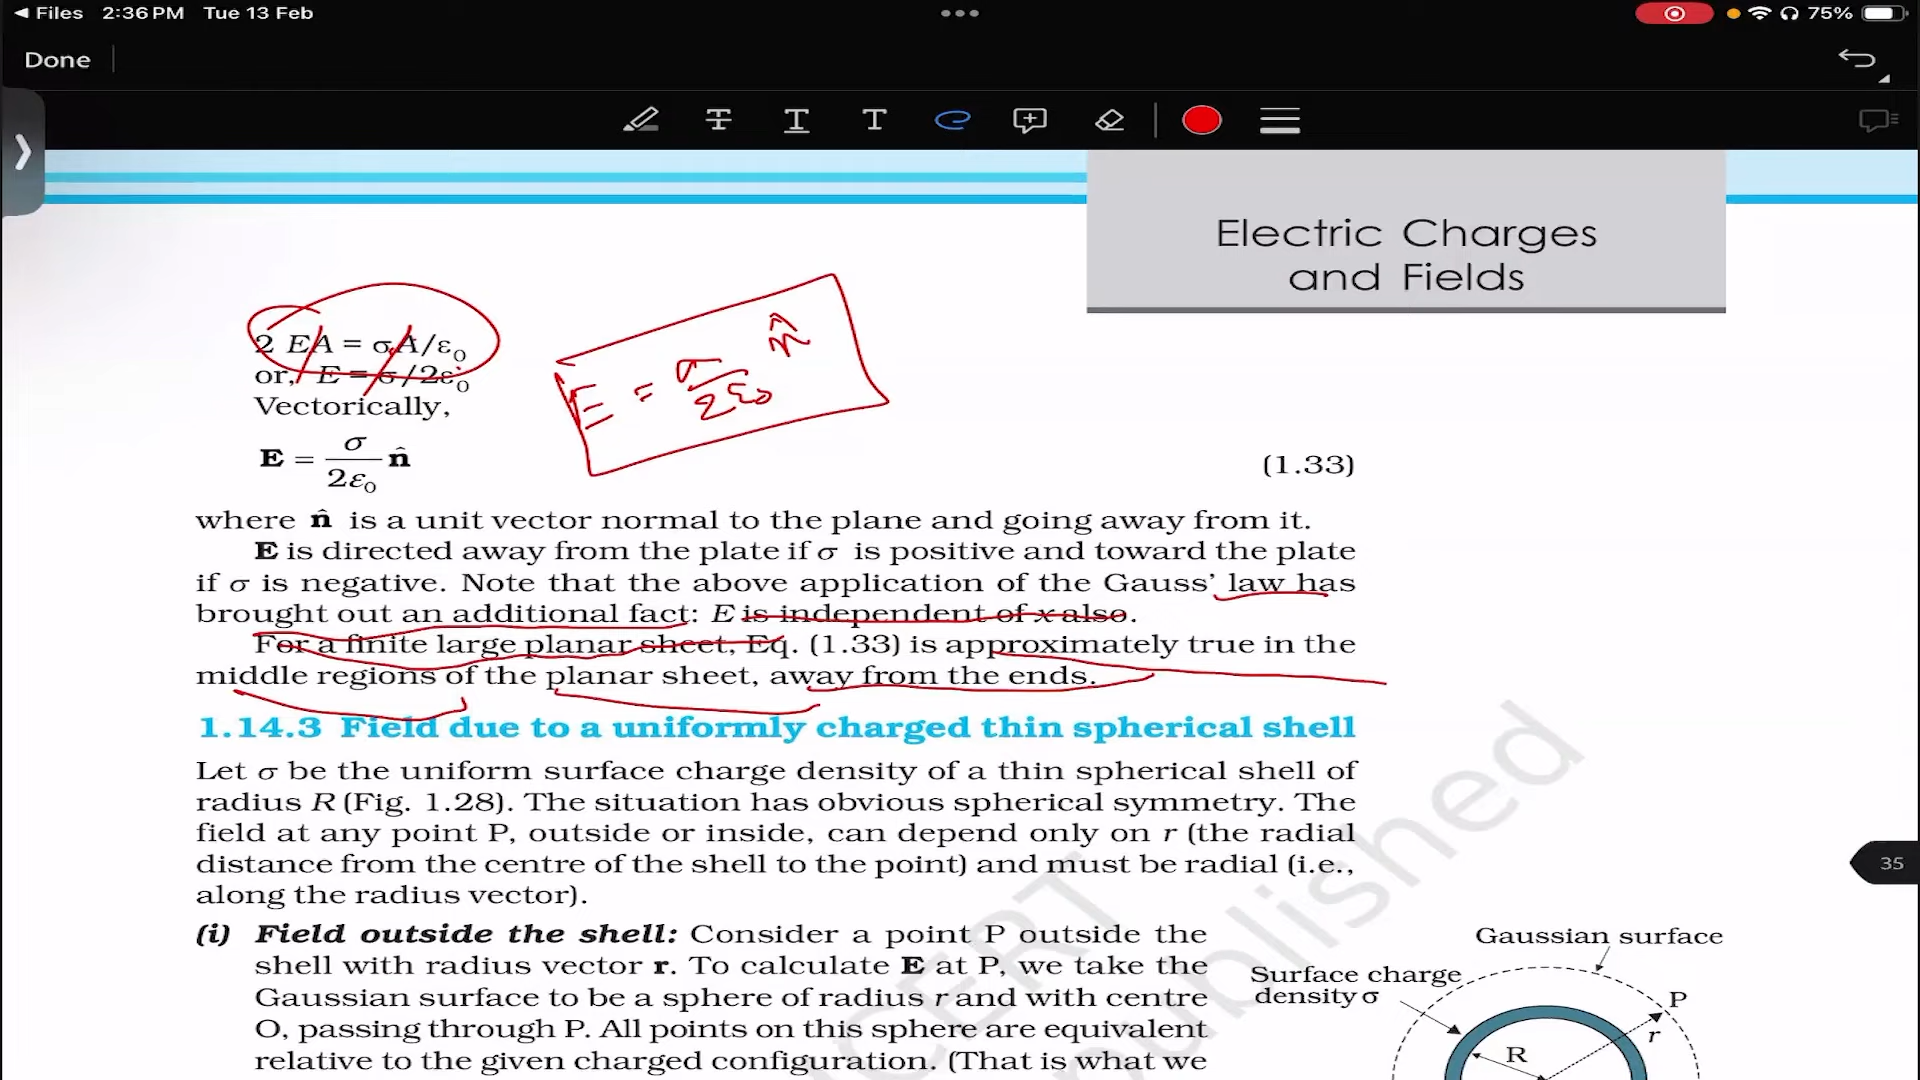 Files 2:36 PM Tue 13 Feb 75%
Done
Electric Charges
and Fields
2 EA = σA/ε₀
or, E = σ/2ε₀
Vectorically,
E = σ/2ε₀ n̂ (1.33)
E = σ/2ε₀ n̂
where n̂ is a unit vector normal to the plane and going away from it.
E is directed away from the plate if σ is positive and toward the plate
if σ is negative. Note that the above application of the Gauss’ law has
brought out an additional fact: E is independent of x also.
For a finite large planar sheet, Eq. (1.33) is approximately true in the
middle regions of the planar sheet, away from the ends.
1.14.3 Field due to a uniformly charged thin spherical shell
Let σ be the uniform surface charge density of a thin spherical shell of
radius R (Fig. 1.28). The situation has obvious spherical symmetry. The
field at any point P, outside or inside, can depend only on r (the radial
distance from the centre of the shell to the point) and must be radial (i.e.,
along the radius vector).
35
(i) Field outside the shell: Consider a point P outside the
shell with radius vector r. To calculate E at P, we take the
Gaussian surface to be a sphere of radius r and with centre
O, passing through P. All points on this sphere are equivalent
relative to the given charged configuration. (That is what we
Gaussian surface
Surface charge
density σ
P
r
R